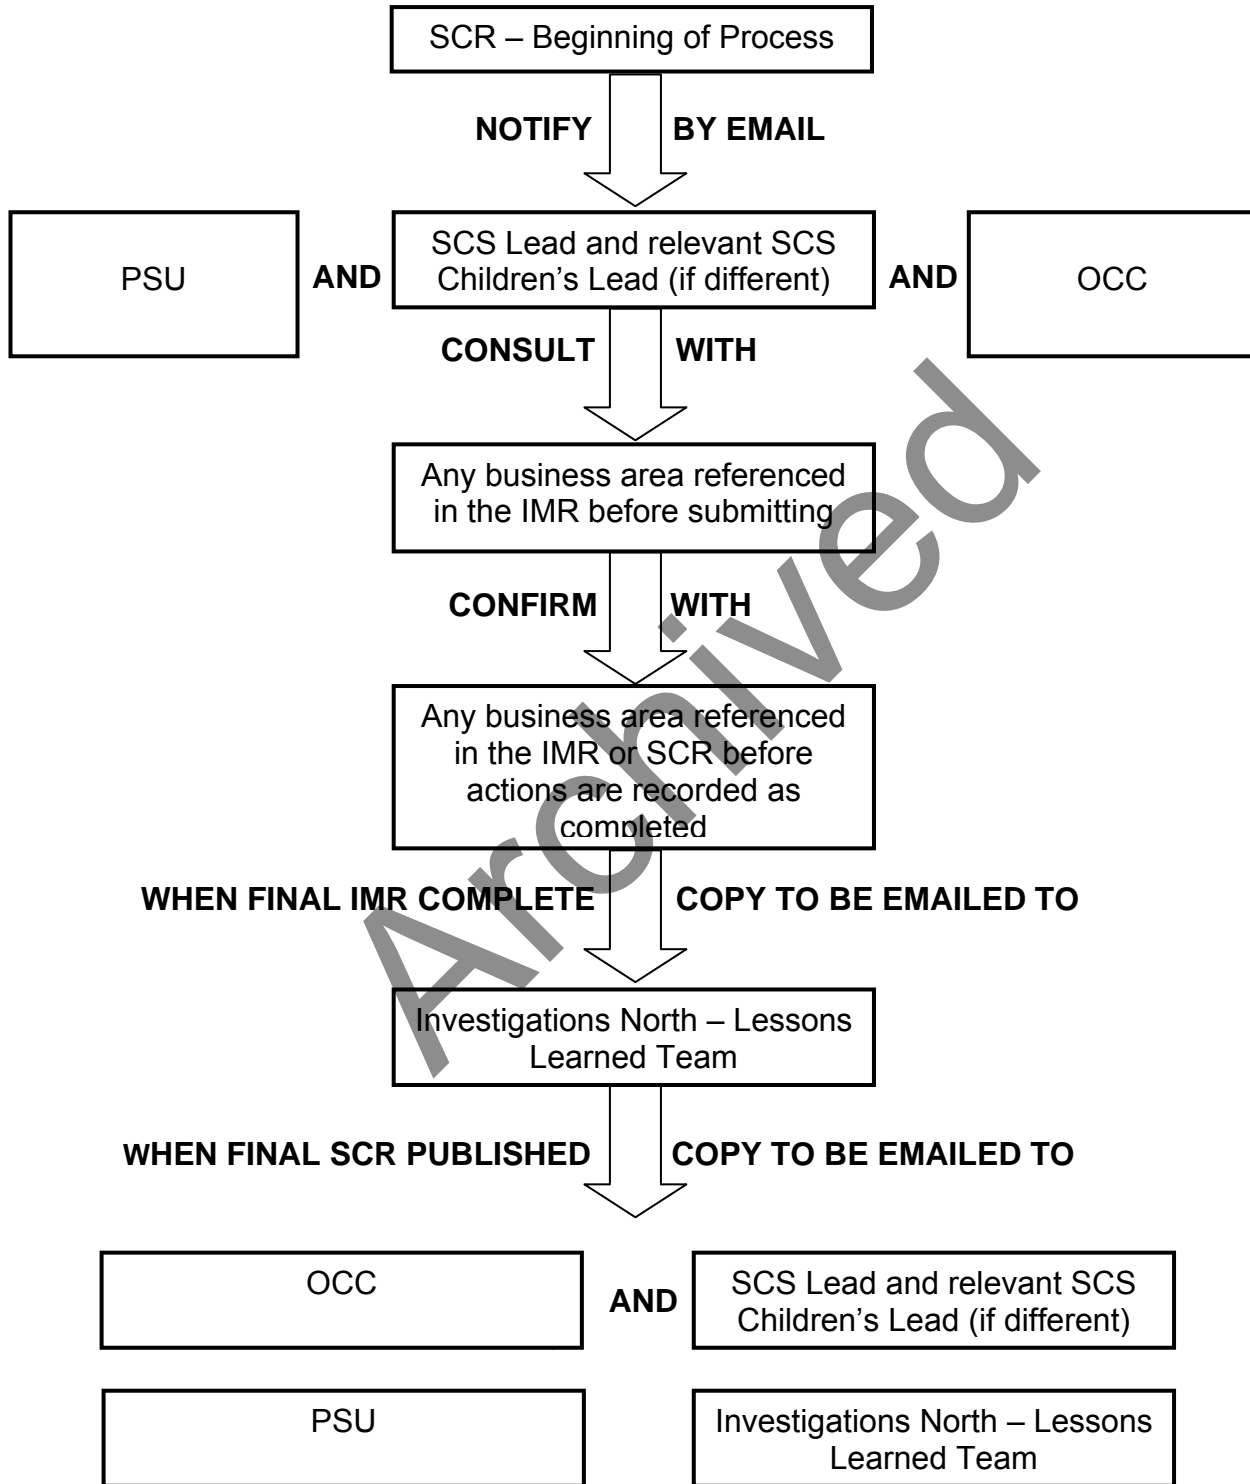 SCR – Beginning of Process
NOTIFY BY EMAIL
PSU
AND
SCS Lead and relevant SCS
Children’s Lead (if different)
AND
OCC
CONSULT WITH
Any business area referenced
in the IMR before submitting
CONFIRM WITH
Any business area referenced
in the IMR or SCR before
actions are recorded as
completed
WHEN FINAL IMR COMPLETE COPY TO BE EMAILED TO
Investigations North – Lessons
Learned Team
WHEN FINAL SCR PUBLISHED COPY TO BE EMAILED TO
OCC
AND
SCS Lead and relevant SCS
Children’s Lead (if different)
PSU
Investigations North – Lessons
Learned Team
Archived